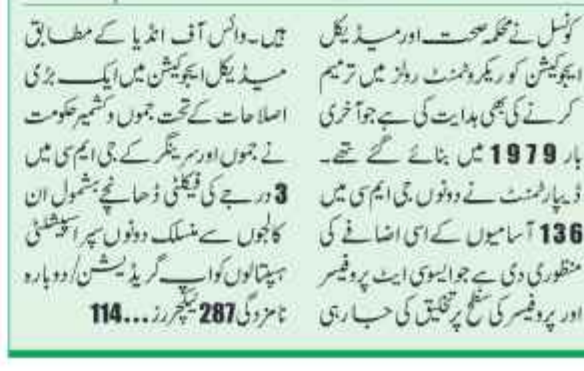 کونسل نے محکمہ صحت اور میڈیکل
ایجوکیشن کو ریکروٹمنٹ رولز میں ترمیم
کرنے کی بھی ہدایت کی ہے جو آخری
بار 1979 میں بنائے گئے تھے۔
ڈیپارٹمنٹ نے دونوں جی ایم سی میں
136 آسامیوں کے اسی اضافے کی
منظوری دی ہے جو ایسوسی ایٹ پروفیسر
اور پروفیسر کی سطح پر تخلیق کی جا رہی
ہیں۔ وائس آف انڈیا کے مطابق
میڈیکل ایجوکیشن میں ایک بڑی
اصلاحات کے تحت جموں و کشمیر حکومت
نے جموں اور سرینگر کے جی ایم سی میں
3 درجے کی فیکلٹی ڈھانچے بشمول ان
کالجوں سے منسلک دونوں سپر اسپیشلٹی
ہسپتالوں کو اپ گریڈیشن/دوبارہ
نامزدگی 287 لیکچررز...114